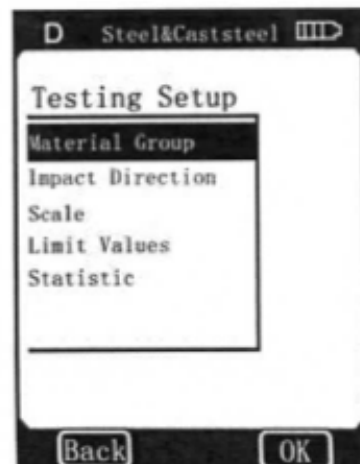 D Steel&Caststeel
Testing Setup
Material Group
Impact Direction
Scale
Limit Values
Statistic
Back OK